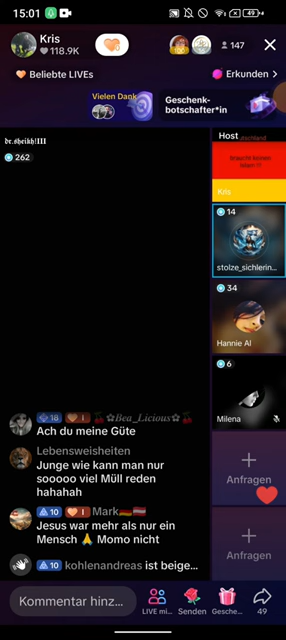 15:01
49
Kris
118.9K
147
Beliebte LIVEs
Erkunden
Vielen Dank
Geschenk-
botschafter*in
𝖉𝖗.𝖘𝖍𝖊𝖎𝖐𝖍!𝕴𝕴𝕴
262
Host
Kris
14
stolze_sichlerin...
34
Hannie Al
6
Milena
Anfragen
Anfragen
18 I 🍒✿𝐵𝑒𝑎_𝐿𝑖𝑐𝑖𝑜𝑢𝑠✿🍒
Ach du meine Güte
Lebensweisheiten
Junge wie kann man nur
sooooo viel Müll reden
hahahah
10 I Mark🇩🇪🇦🇹
Jesus war mehr als nur ein
Mensch 🙏 Momo nicht
10 kohlenandreas ist beige...
Kommentar hinz...
LIVE mi...
Senden
Gesche...
49